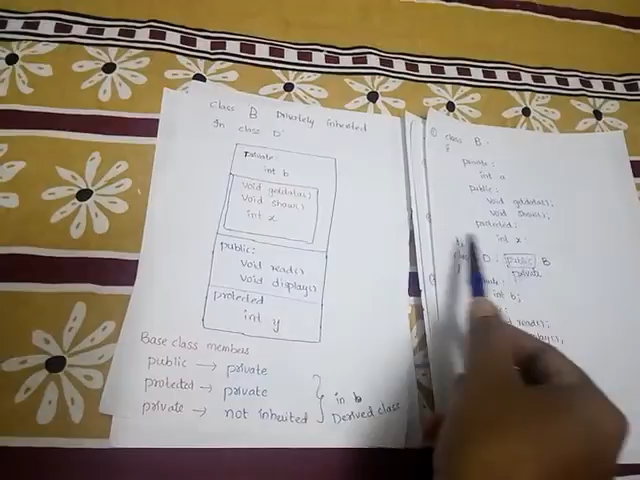 Class B Privately inherited
In class D
private:
int b
void getdata()
void show()
int x
public:
void read()
void display()
protected
int y
Base class members
public → private
protected → private
private → not inherited
in
Derived class
① class B
{
private:
int a
public:
void getdata();
void show();
protected:
int x;
D : public B
private
int b;
read();